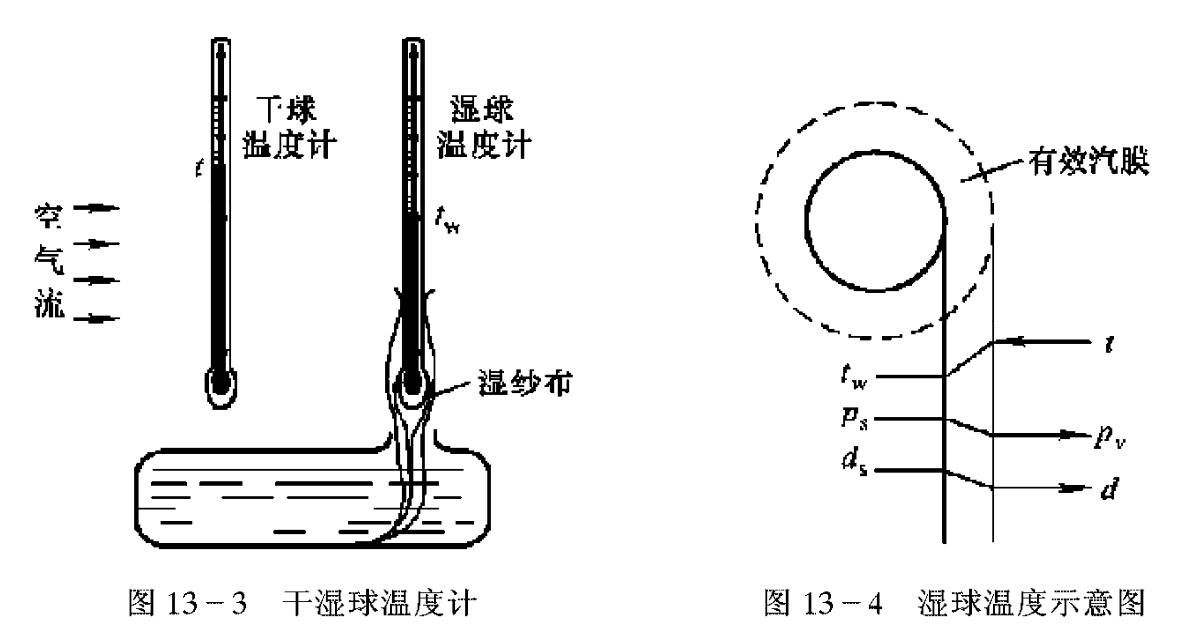 干球
温度计
t
湿球
温度计
t_w
空
气
流
湿纱布
图 13-3 干湿球温度计
有效汽膜
t
t_w
p_s
p_v
d_s
d
图 13-4 湿球温度示意图